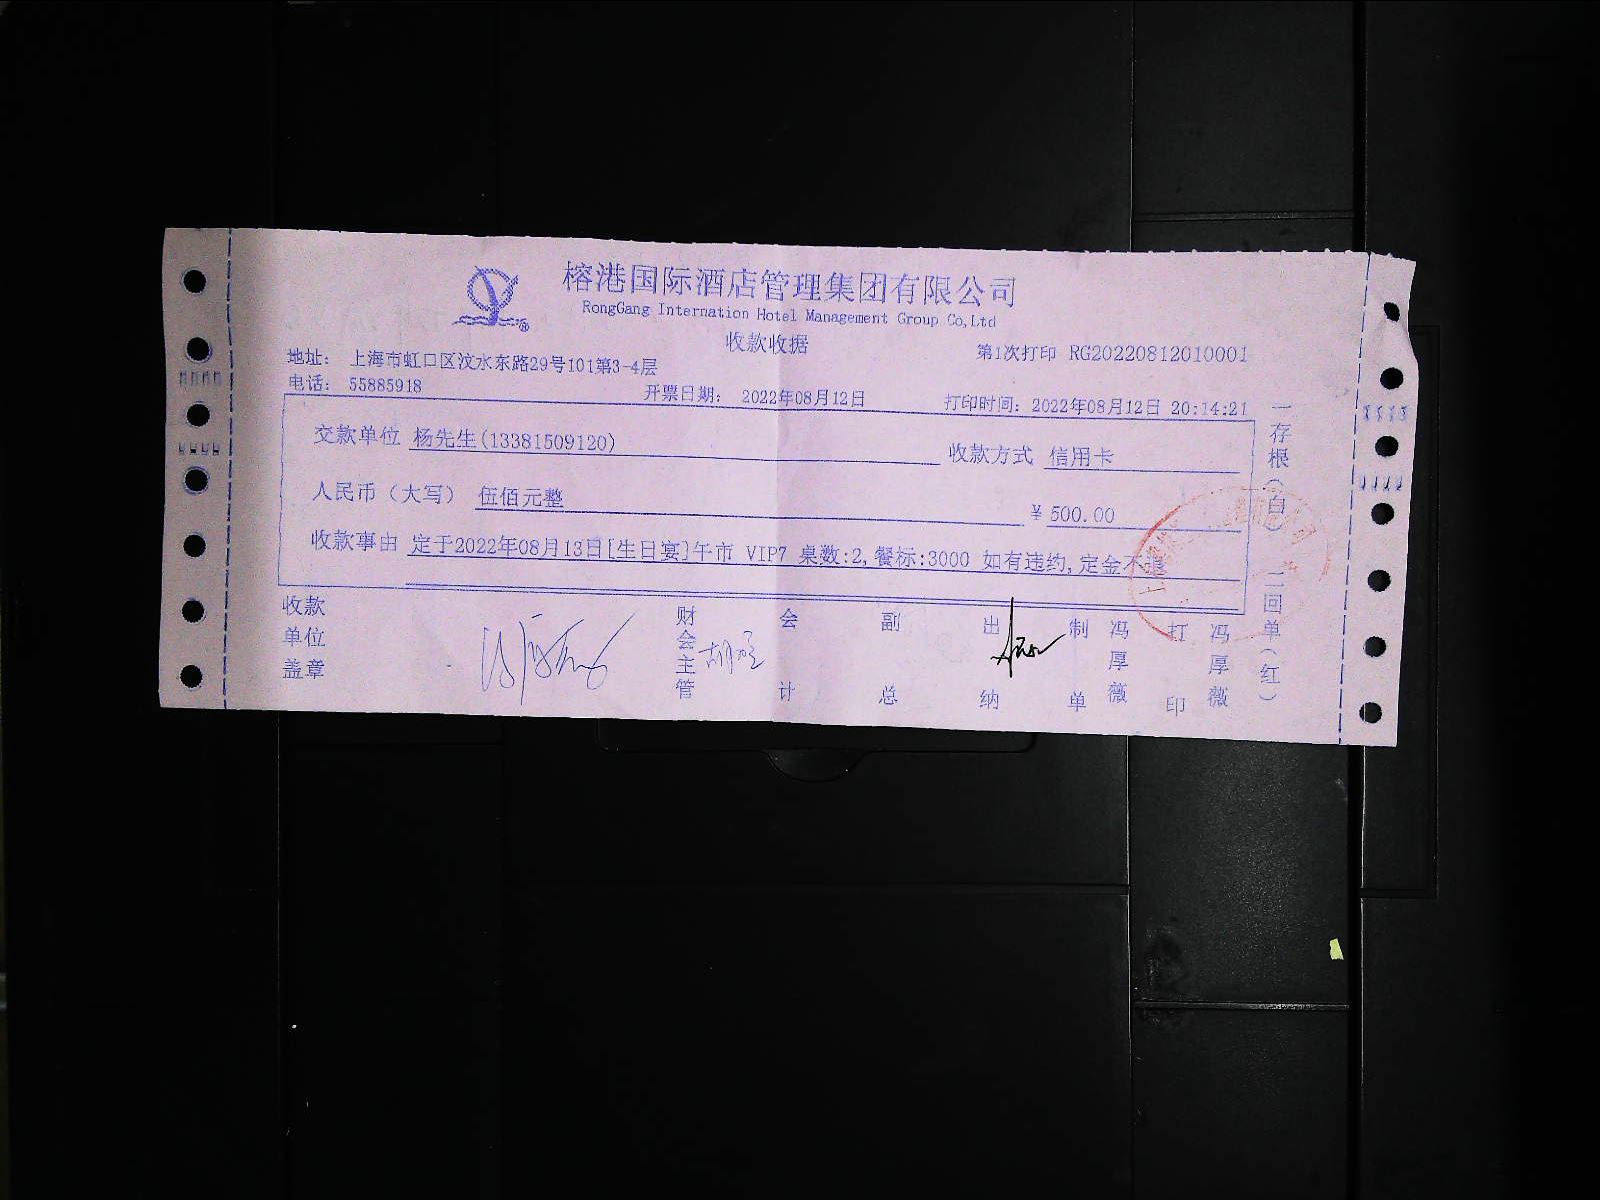 榕港国际酒店管理集团有限公司
RongGang Internation Hotel Management Group Co,Ltd
收款收据
第1次打印 RG20220812010001
地址： 上海市虹口区汶水东路29号101第3-4层
电话： 55885918
开票日期： 2022年08月12日
打印时间：2022年08月12日 20:14:21
交款单位 杨先生(13381509120)
收款方式 信用卡
人民币（大写） 伍佰元整
￥500.00
收款事由 定于2022年08月13日[生日宴]午市 VIP7 桌数:2,餐标:3000 如有违约,定金不退
收款单位盖章
财会主管 胡
会计
副总
出纳
制单 冯厚薇
打印 冯厚薇
一存根（白） 二回单（红）